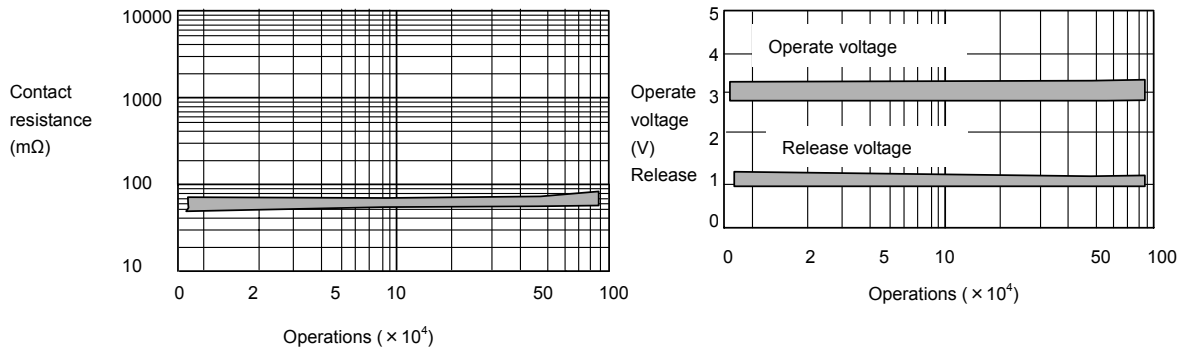 10000
1000
100
10
Contact
resistance
(mΩ)
0 2 5 10 50 100
Operations ( × 10⁴)
5
4
3
2
1
0
Operate
voltage
(V)
Release
Operate voltage
Release voltage
0 2 5 10 50 100
Operations ( × 10⁴)